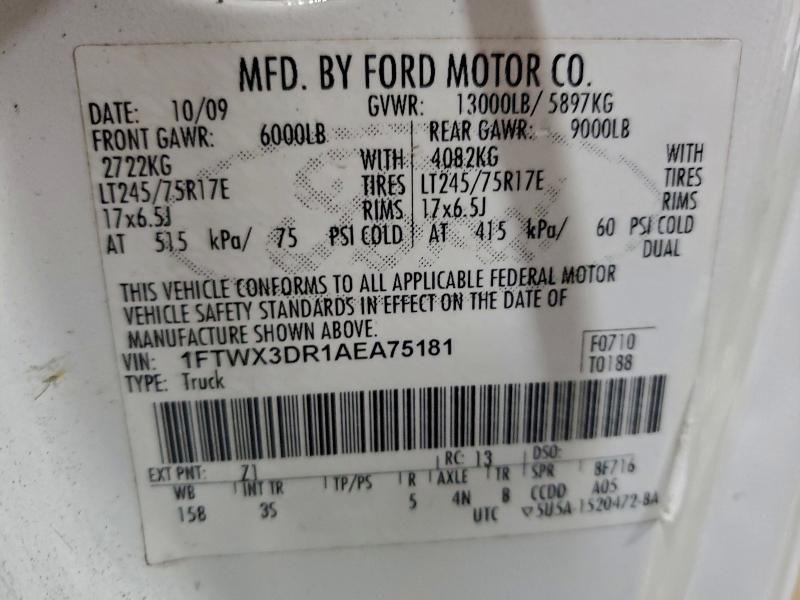 MFD. BY FORD MOTOR CO.
DATE: 10/09 GVWR: 13000LB/ 5897KG
FRONT GAWR: 6000LB REAR GAWR: 9000LB
2722KG WITH 4082KG WITH
LT245/75R17E TIRES LT245/75R17E TIRES
17x6.5J RIMS 17x6.5J RIMS
AT 515 kPa/ 75 PSI COLD AT 415 kPa/ 60 PSI COLD
DUAL
THIS VEHICLE CONFORMS TO ALL APPLICABLE FEDERAL MOTOR
VEHICLE SAFETY STANDARDS IN EFFECT ON THE DATE OF
MANUFACTURE SHOWN ABOVE.
VIN: 1FTWX3DR1AEA75181 F0710
TYPE: Truck T0188
EXT PNT: Z1 RC: 13 DSO:
WB INT TR TP/PS R AXLE TR SPR 8F716
158 3S 5 4N B CCDD A05
UTC ▽5U5A-1520472-BA